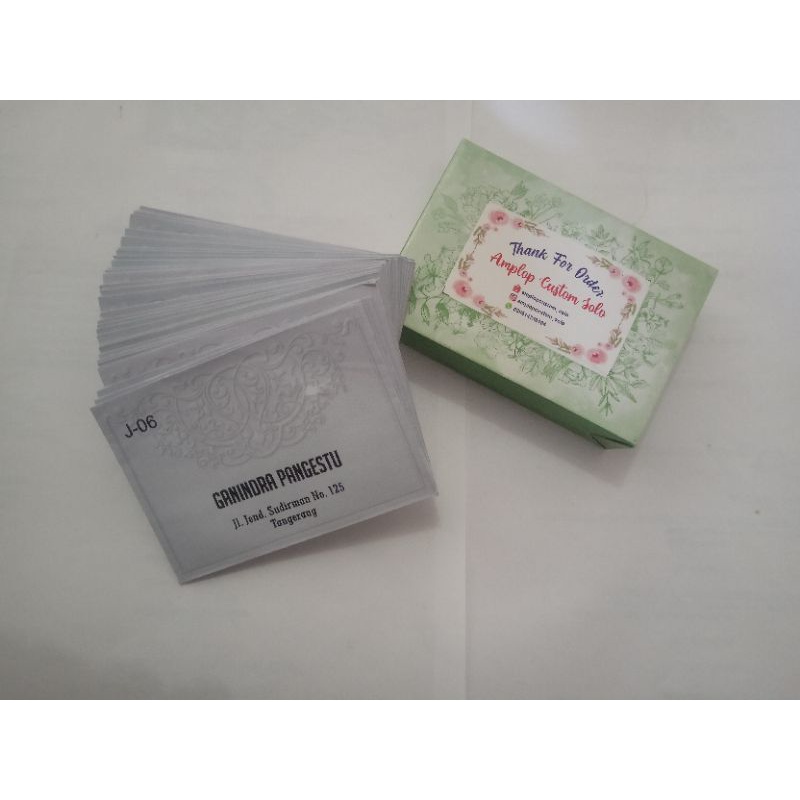 J-06
GANINDRA PANGESTU
Jl. Jend. Sudirman No. 125
Tangerang
Thank For Order
Amplop Custom Solo